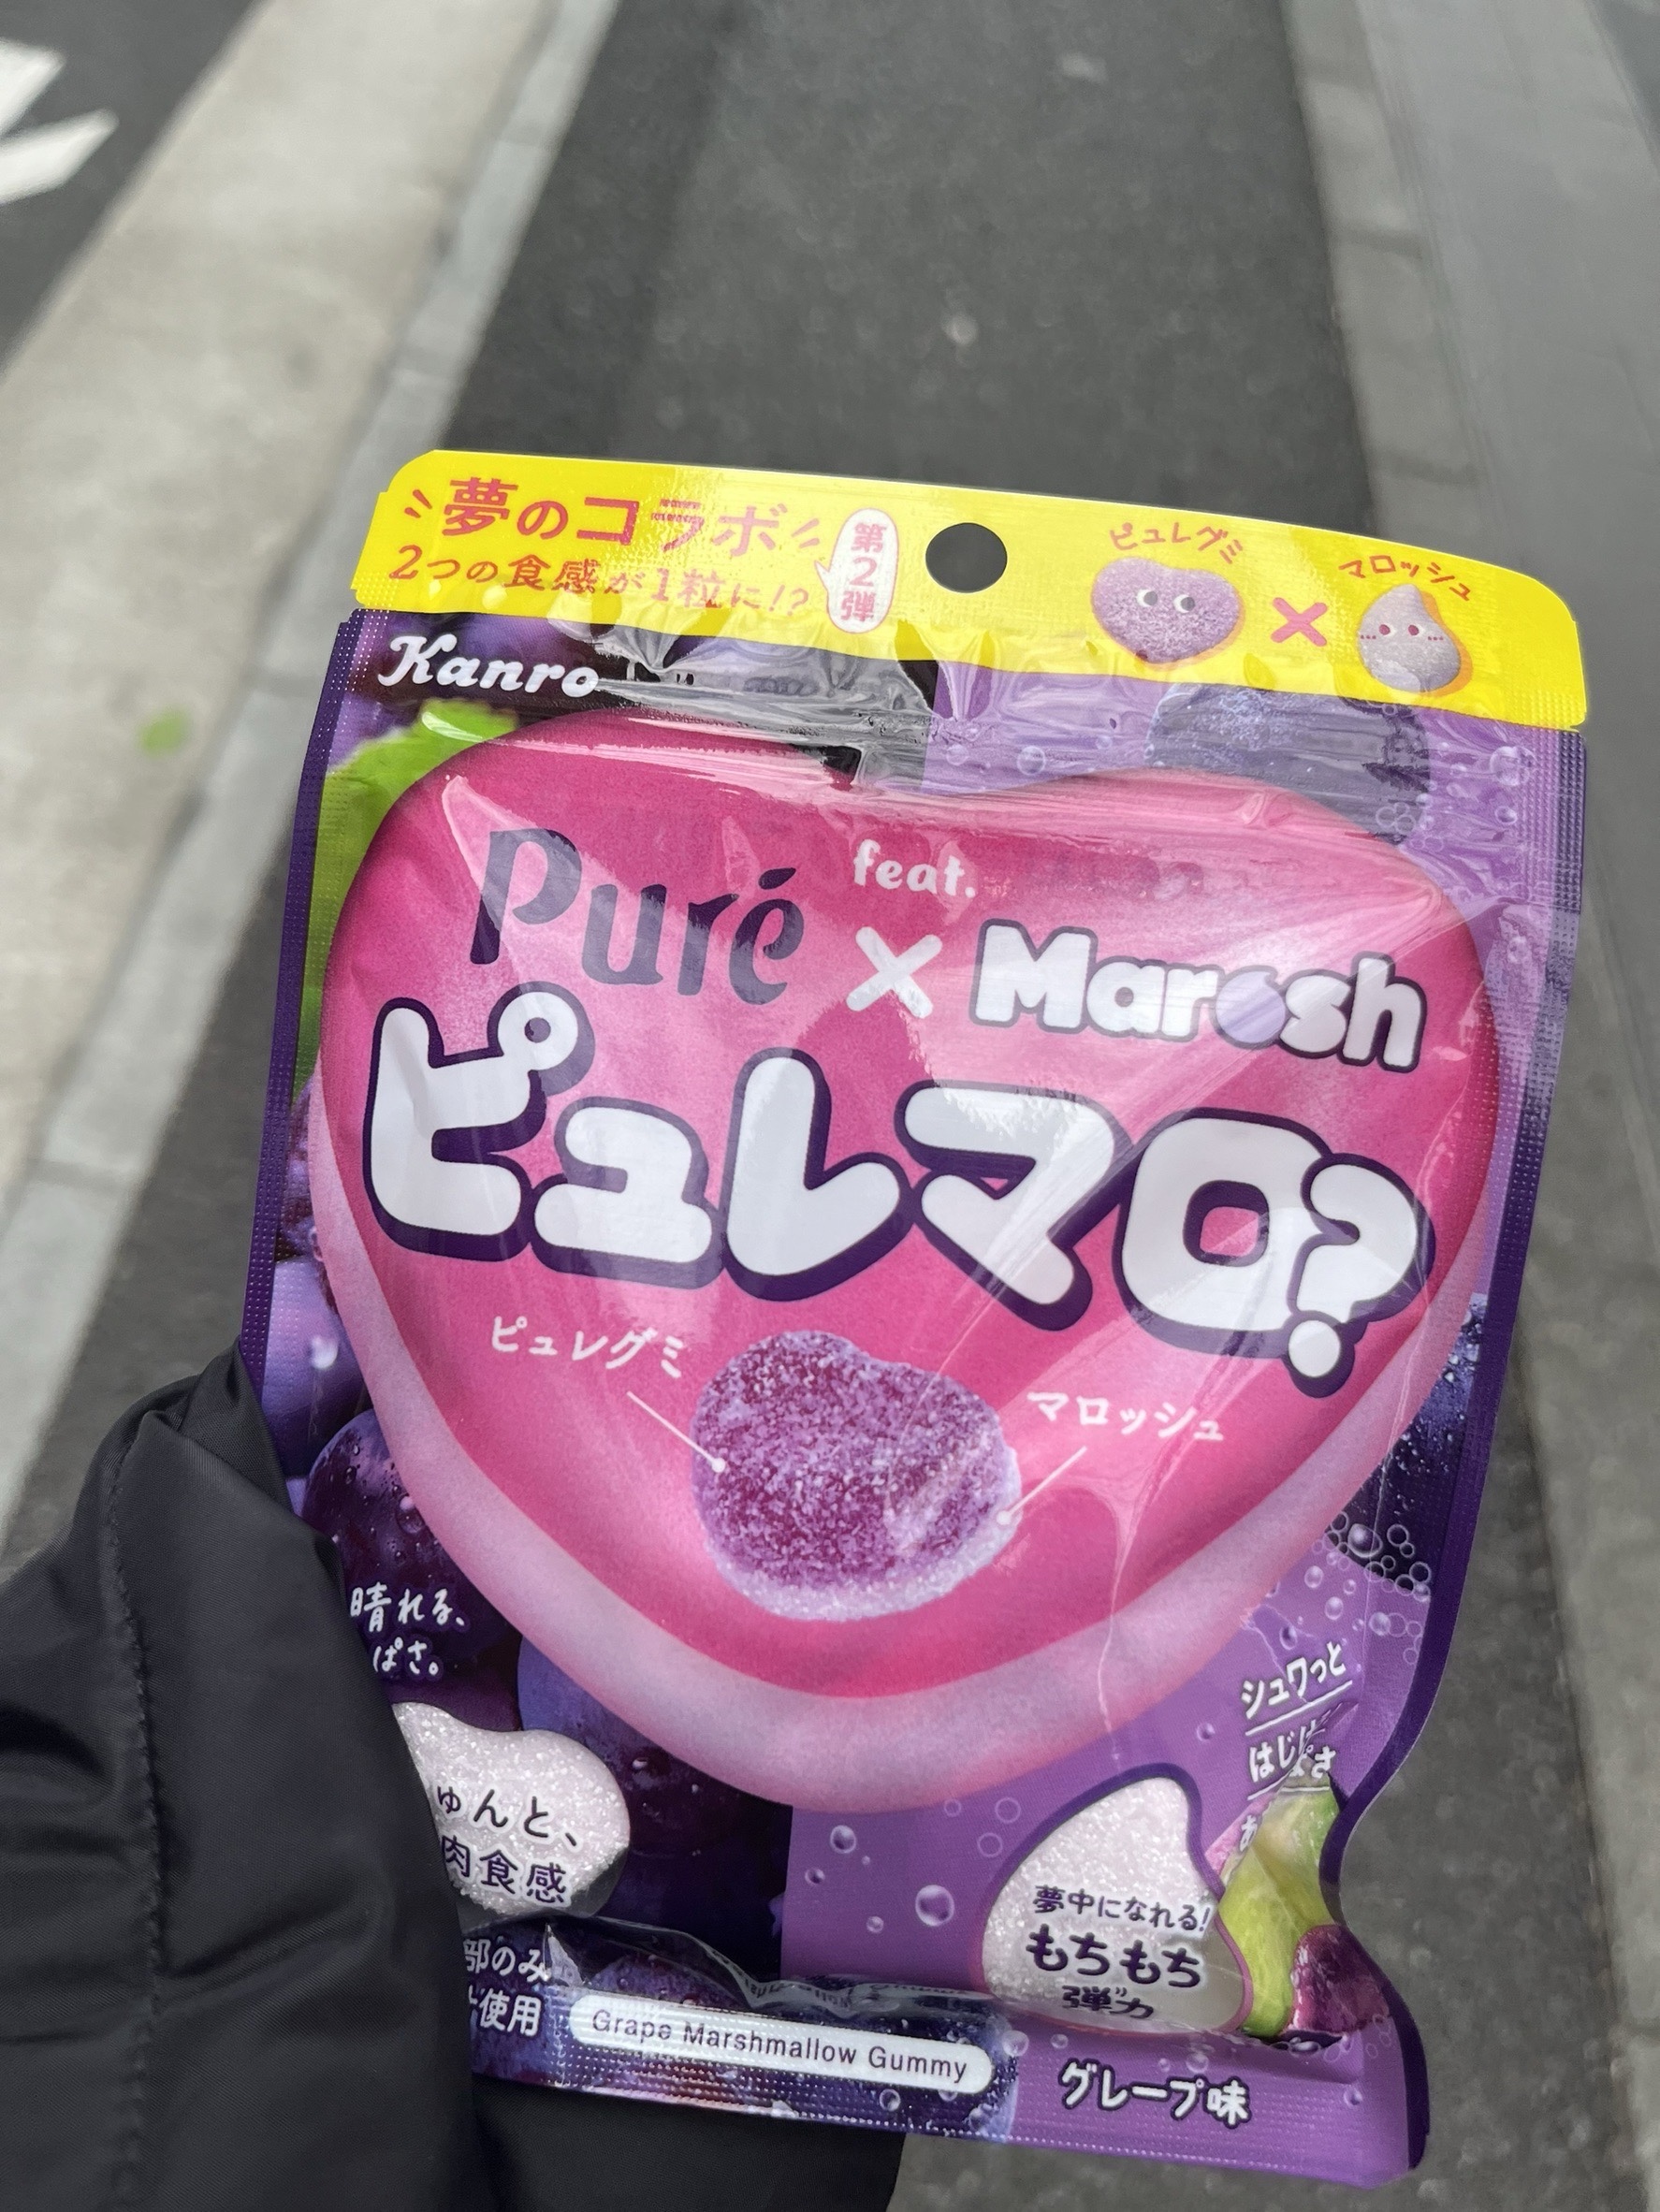 夢のコラボ
2つの食感が1粒に!?
第2弾
ピュレグミ
×
マロッシュ
Kanro
Puré
feat.
×
Marosh
ピュレマロ?
ピュレグミ
マロッシュ
晴れる、
ぱさ。
ゅんと、
肉食感
部のみ
使用
シュワっと
夢中になれる!
もちもち
弾力
Grape Marshmallow Gummy
グレープ味